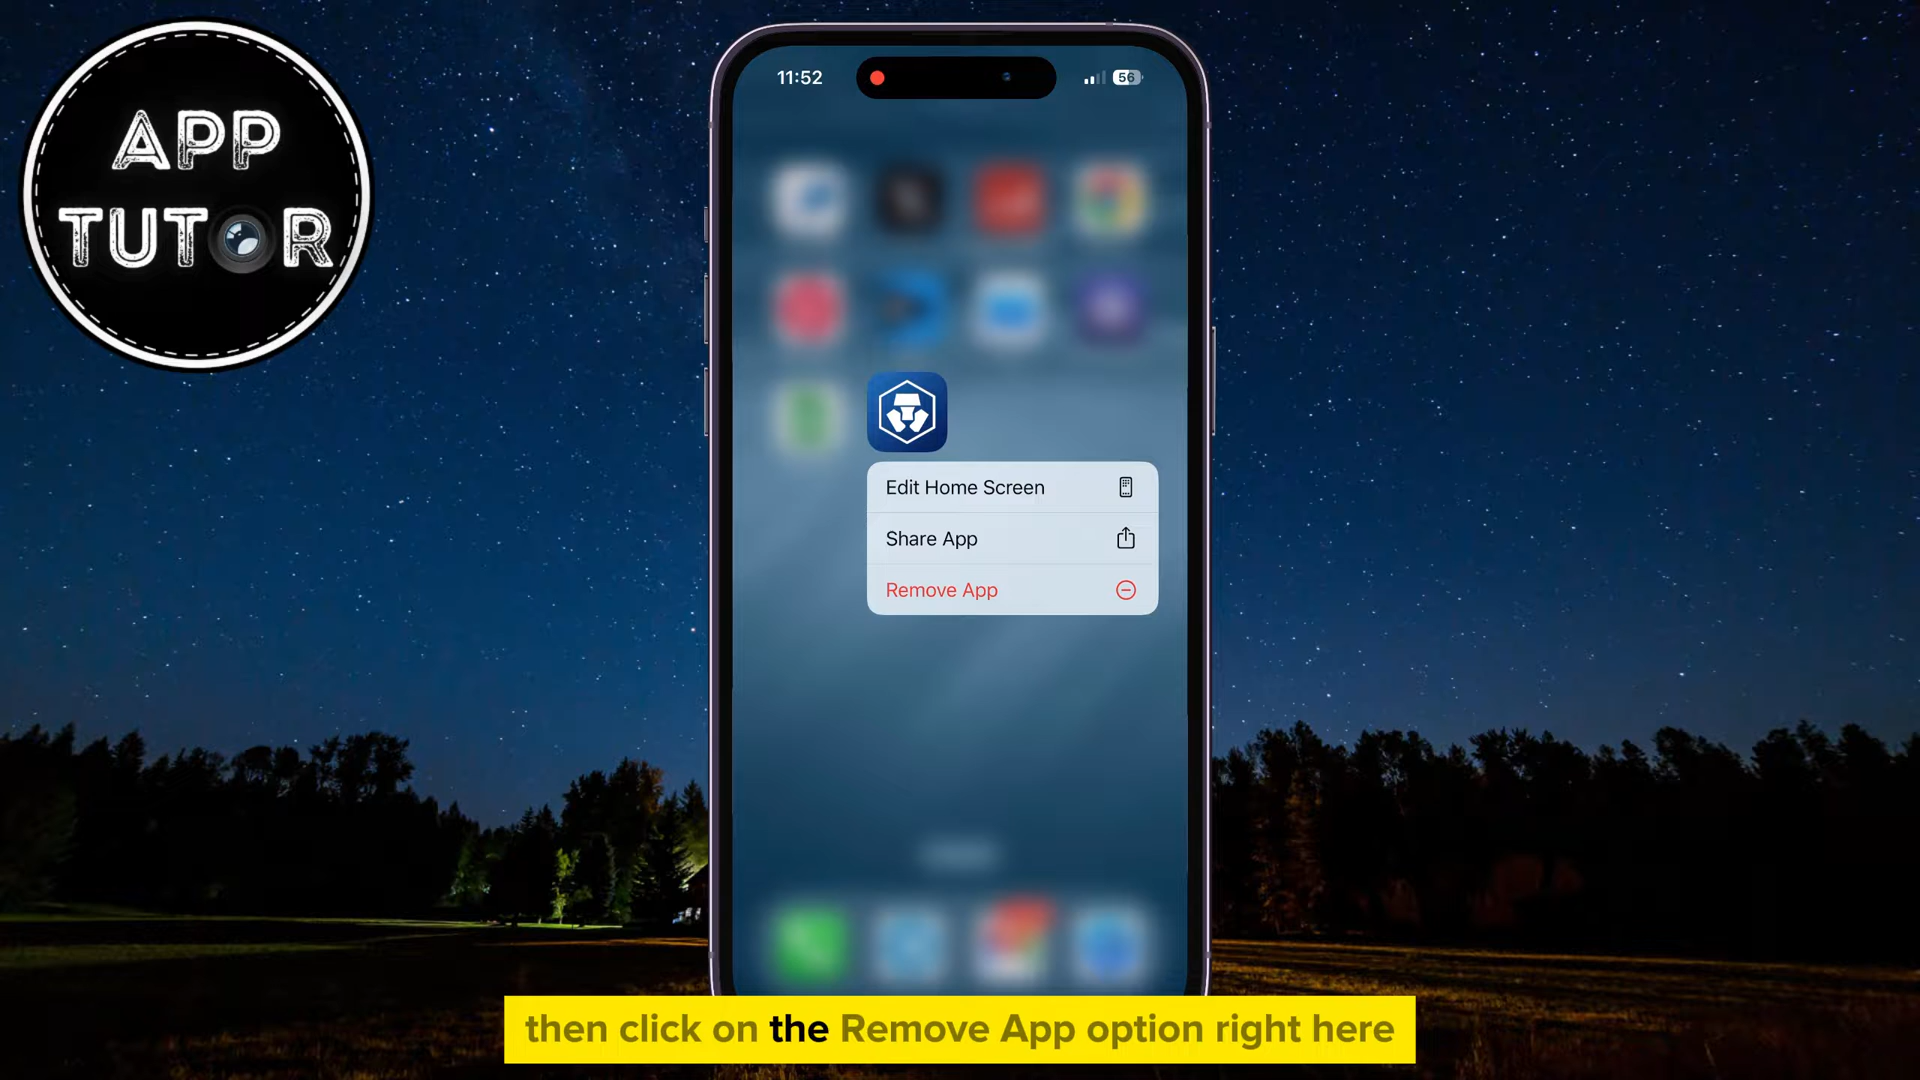 APP
TUTOR
11:52
56
Edit Home Screen
Share App
Remove App
then click on the Remove App option right here